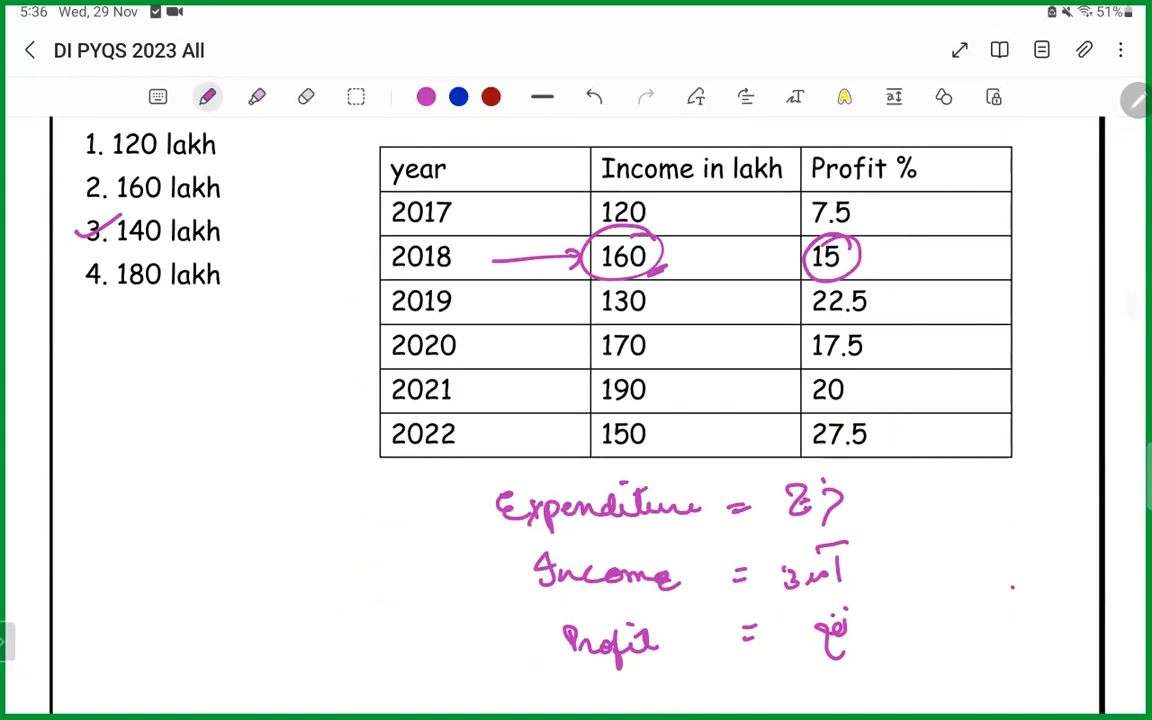 5:36 Wed, 29 Nov 51%
DI PYQS 2023 All
1. 120 lakh
2. 160 lakh
3. 140 lakh
4. 180 lakh
year Income in lakh Profit %
2017 120 7.5
2018 160 15
2019 130 22.5
2020 170 17.5
2021 190 20
2022 150 27.5
Expenditure =
Income =
Profit =